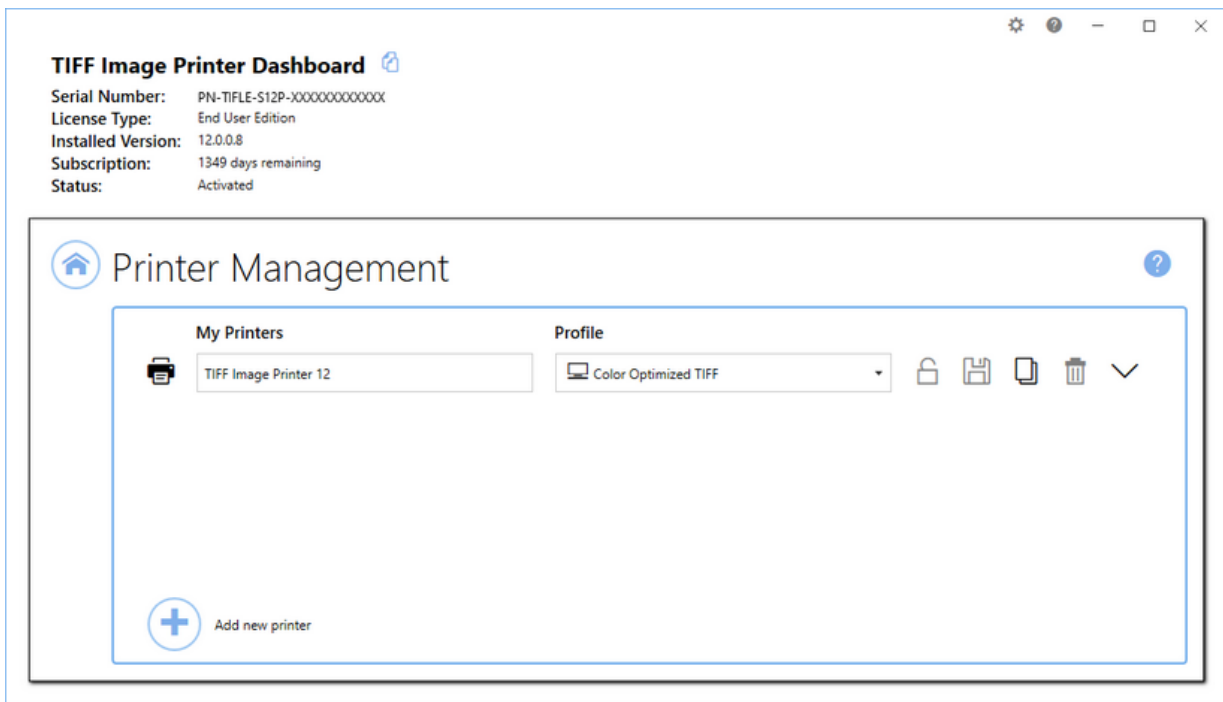 TIFF Image Printer Dashboard
Serial Number: PN-TIFLE-S12P-XXXXXXXXXXXX
License Type: End User Edition
Installed Version: 12.0.0.8
Subscription: 1349 days remaining
Status: Activated
Printer Management
My Printers Profile
TIFF Image Printer 12 Color Optimized TIFF
Add new printer